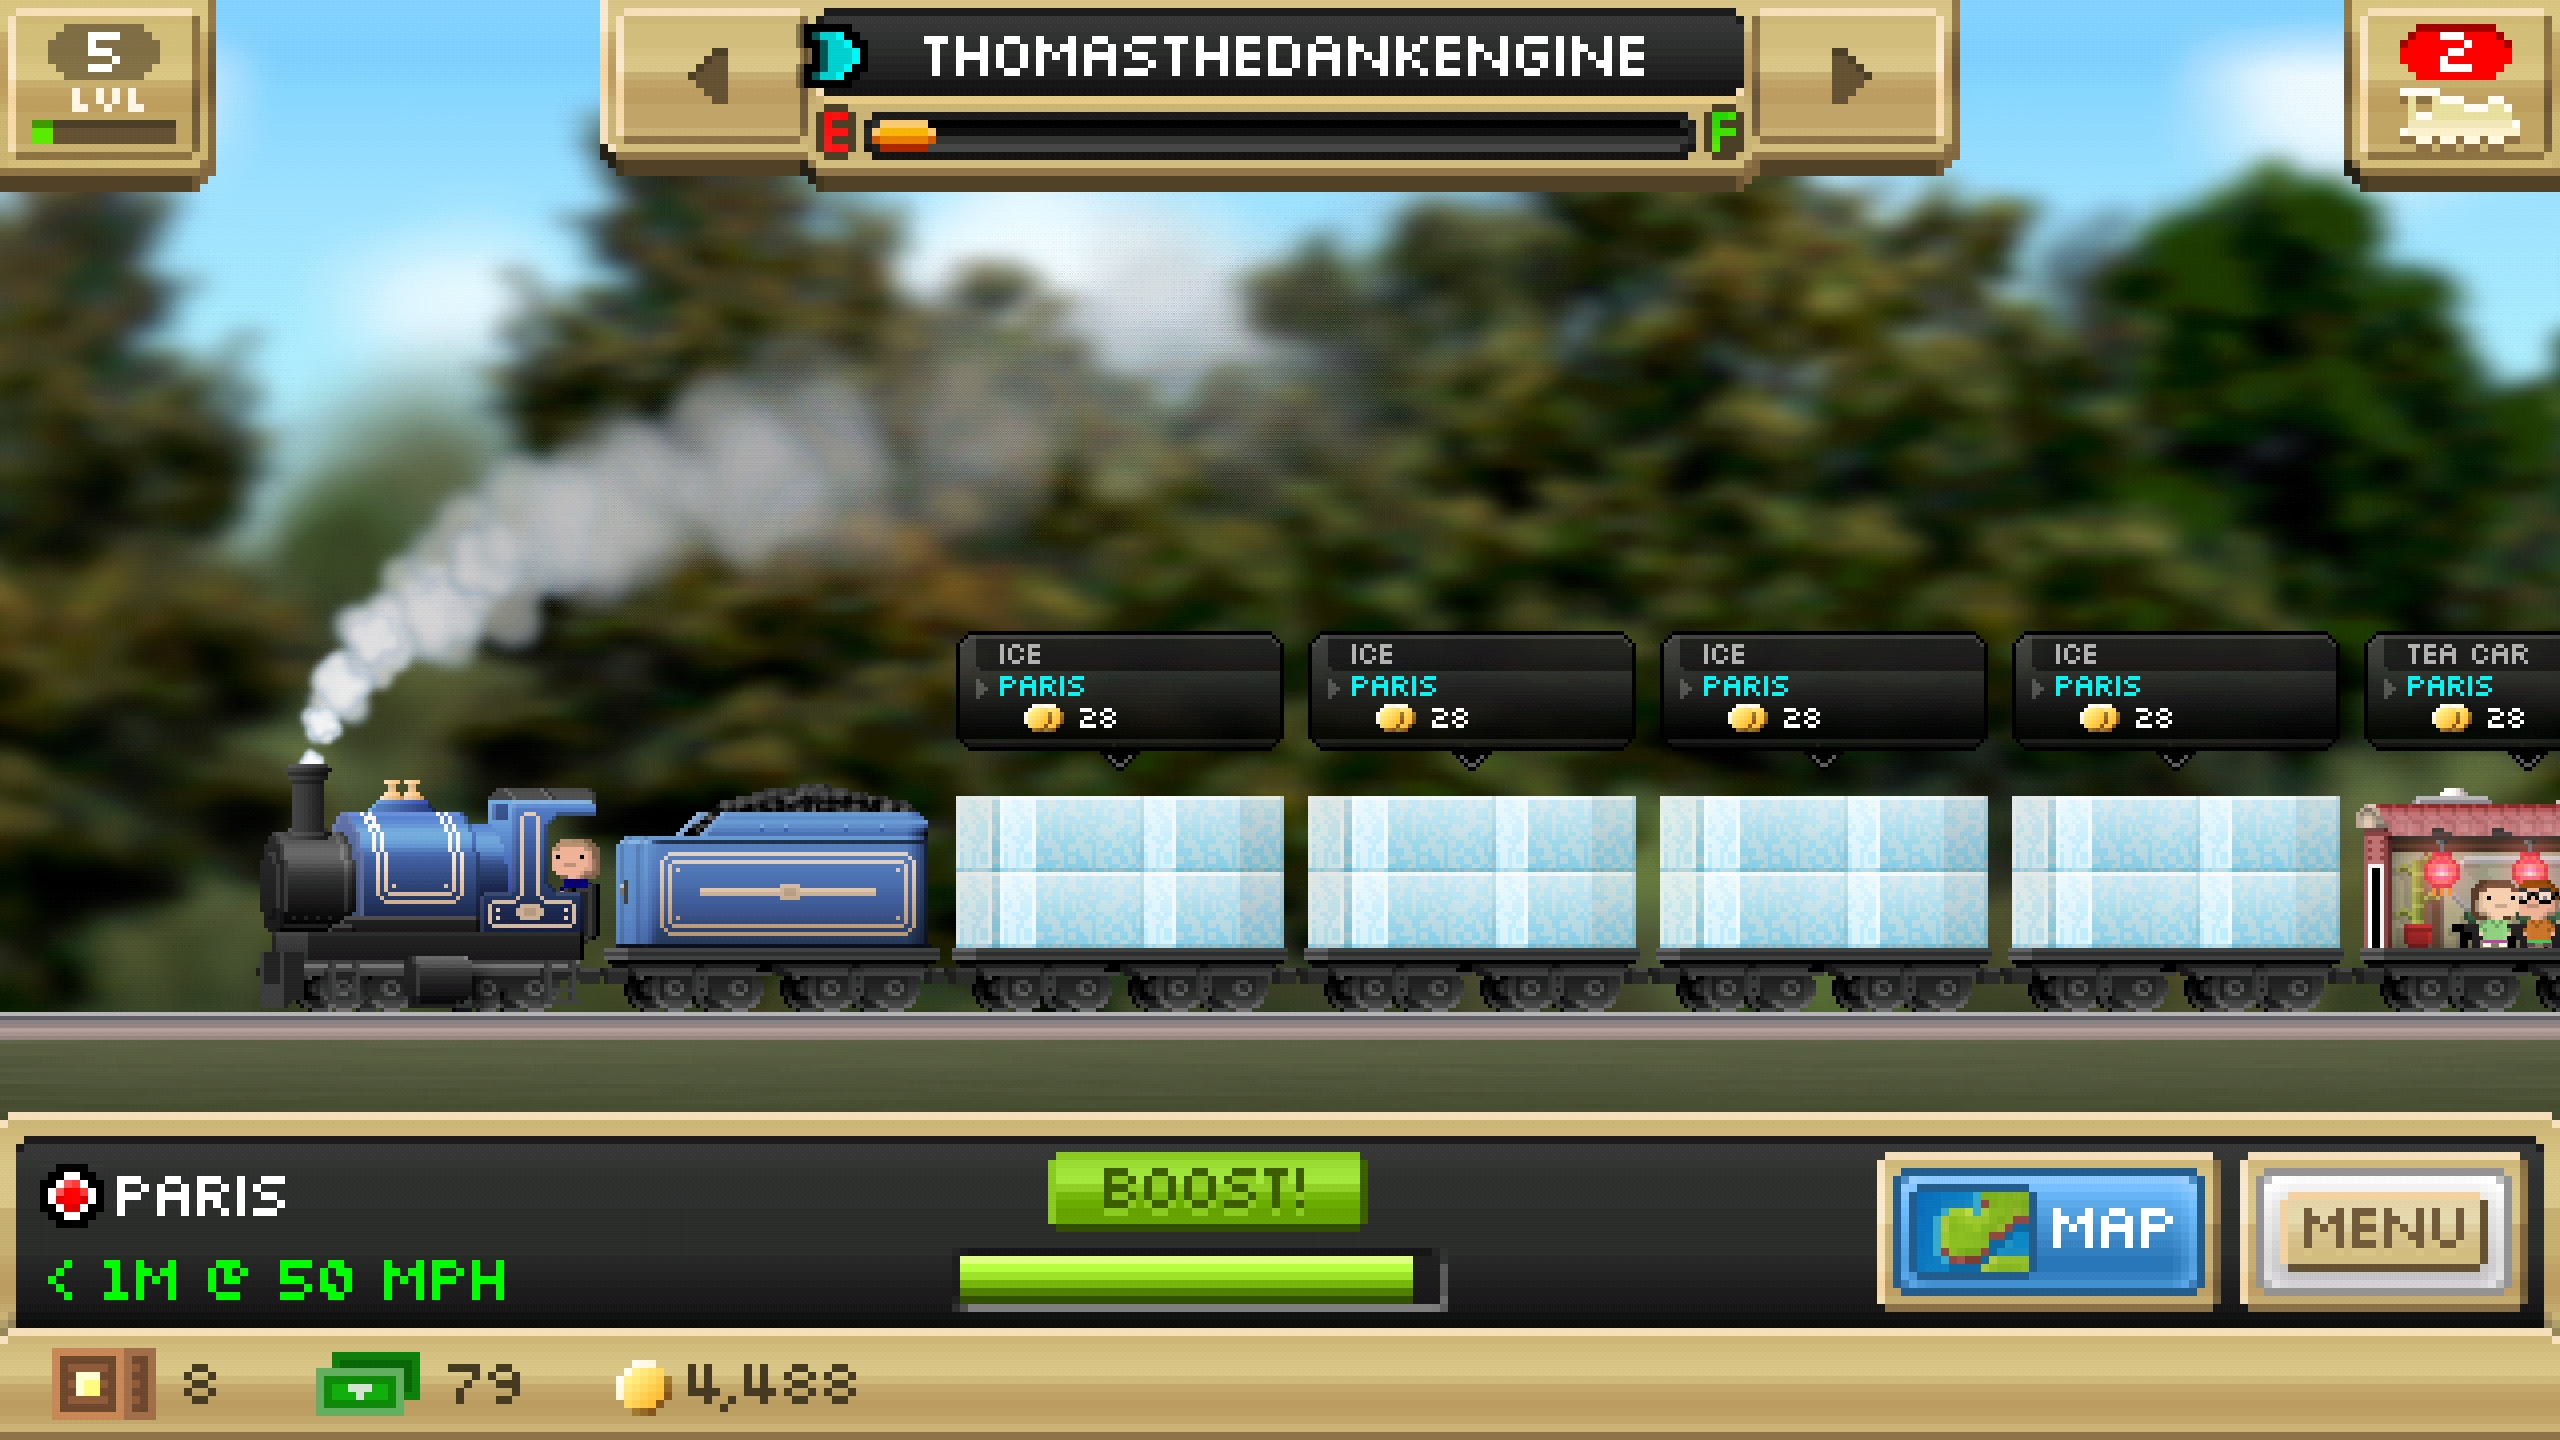 5
LVL
THOMASTHEDANKENGINE
E F
2
ICE
PARIS
28
ICE
PARIS
28
ICE
PARIS
28
ICE
PARIS
28
TEA CAR
PARIS
28
PARIS
< 1M @ 50 MPH
BOOST!
MAP
MENU
8 79 4,488